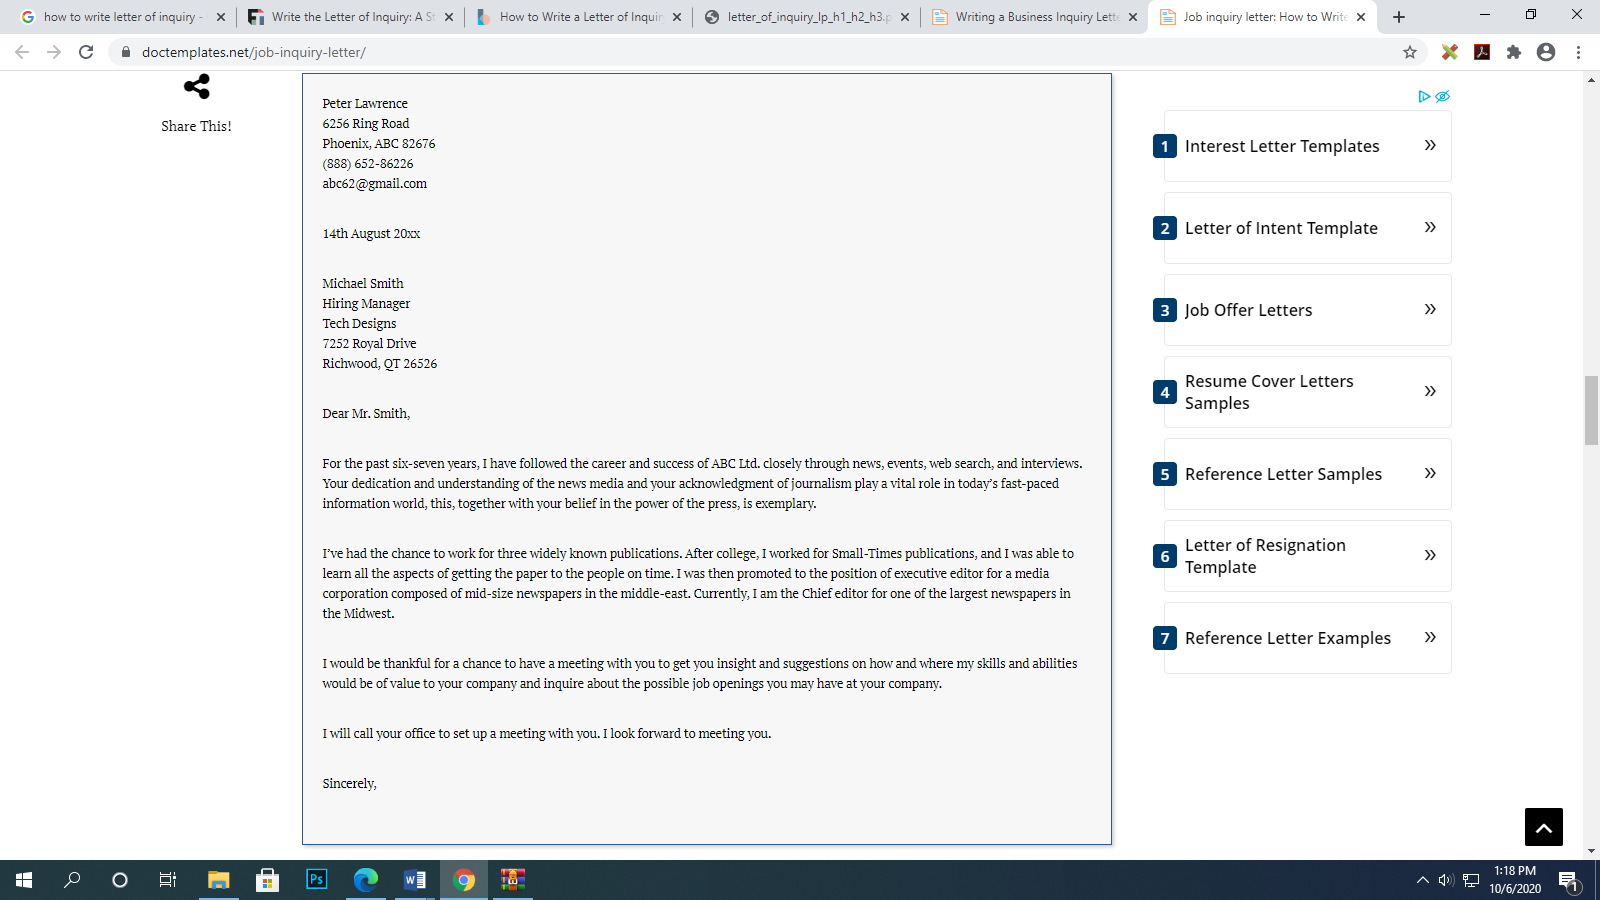 how to write letter of inquiry -
Write the Letter of Inquiry: A St
How to Write a Letter of Inquir
letter_of_inquiry_lp_h1_h2_h3.p
Writing a Business Inquiry Lette
Job inquiry letter: How to Write
doctemplates.net/job-inquiry-letter/
Share This!
Peter Lawrence
6256 Ring Road
Phoenix, ABC 82676
(888) 652-86226
abc62@gmail.com
14th August 20xx
Michael Smith
Hiring Manager
Tech Designs
7252 Royal Drive
Richwood, QT 26526
Dear Mr. Smith,
For the past six-seven years, I have followed the career and success of ABC Ltd. closely through news, events, web search, and interviews.
Your dedication and understanding of the news media and your acknowledgment of journalism play a vital role in today’s fast-paced
information world, this, together with your belief in the power of the press, is exemplary.
I’ve had the chance to work for three widely known publications. After college, I worked for Small-Times publications, and I was able to
learn all the aspects of getting the paper to the people on time. I was then promoted to the position of executive editor for a media
corporation composed of mid-size newspapers in the middle-east. Currently, I am the Chief editor for one of the largest newspapers in
the Midwest.
I would be thankful for a chance to have a meeting with you to get you insight and suggestions on how and where my skills and abilities
would be of value to your company and inquire about the possible job openings you may have at your company.
I will call your office to set up a meeting with you. I look forward to meeting you.
Sincerely,
1 Interest Letter Templates »
2 Letter of Intent Template »
3 Job Offer Letters »
4 Resume Cover Letters
Samples »
5 Reference Letter Samples »
6 Letter of Resignation
Template »
7 Reference Letter Examples »
Ps
W
1:18 PM
10/6/2020
1